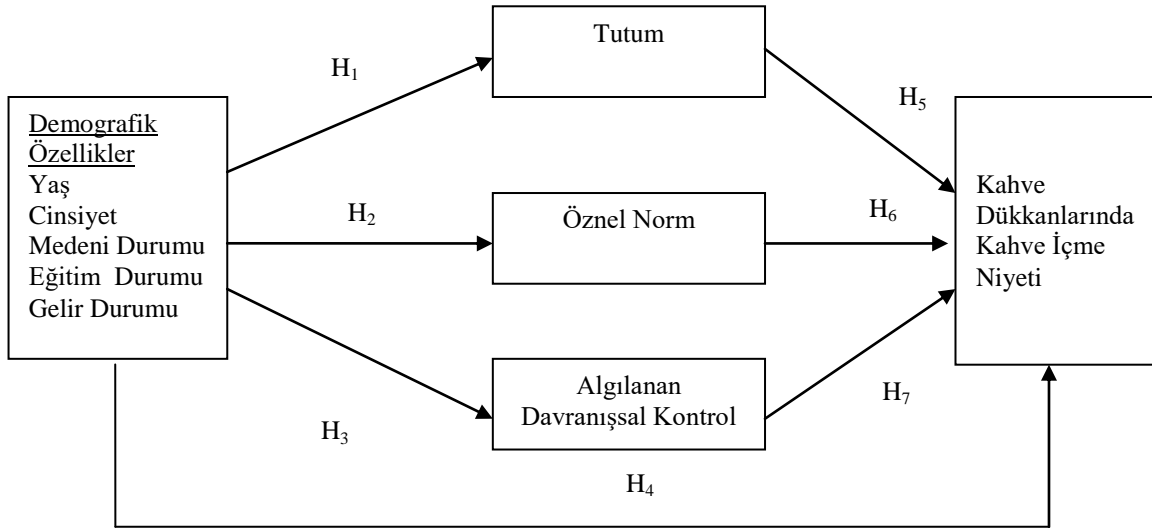 Tutum
H₁
H₅
Demografik
Özellikler
Yaş
Cinsiyet
Medeni Durumu
Eğitim Durumu
Gelir Durumu
H₂
Öznel Norm
H₆
Kahve
Dükkanlarında
Kahve İçme
Niyeti
H₃
Algılanan
Davranışsal Kontrol
H₇
H₄